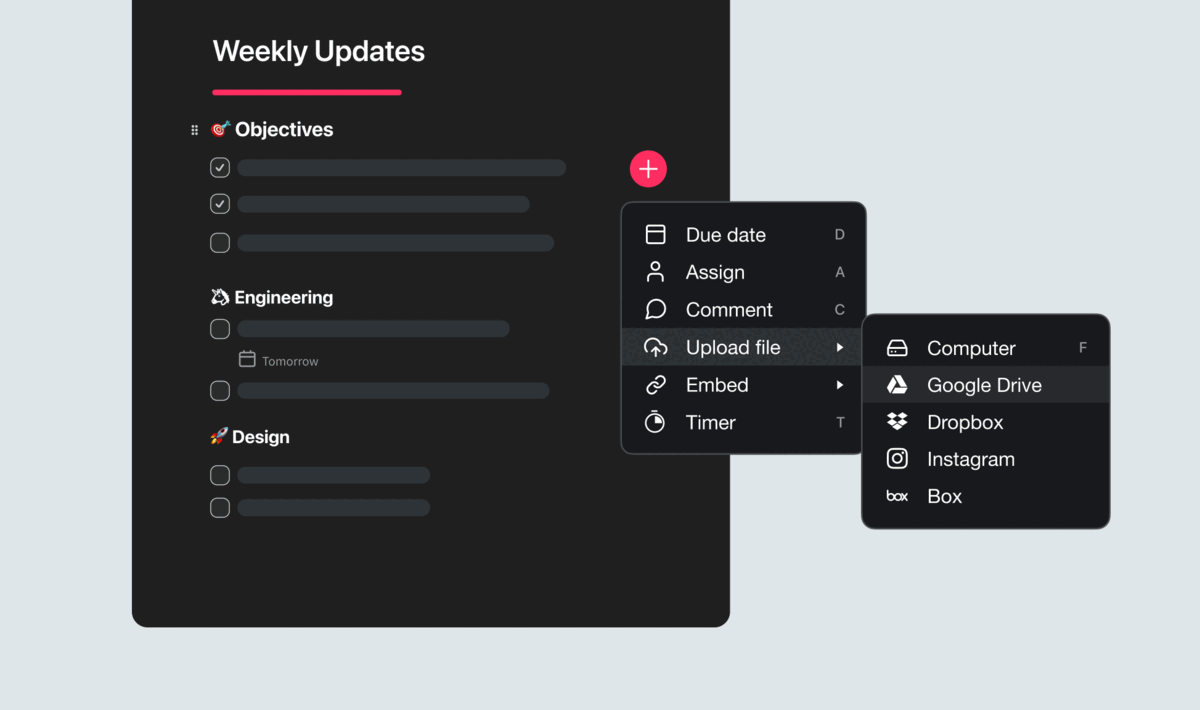 Weekly Updates
Objectives
Engineering
Tomorrow
Design
Due date D
Assign A
Comment C
Upload file
Embed
Timer T
Computer F
Google Drive
Dropbox
Instagram
box Box